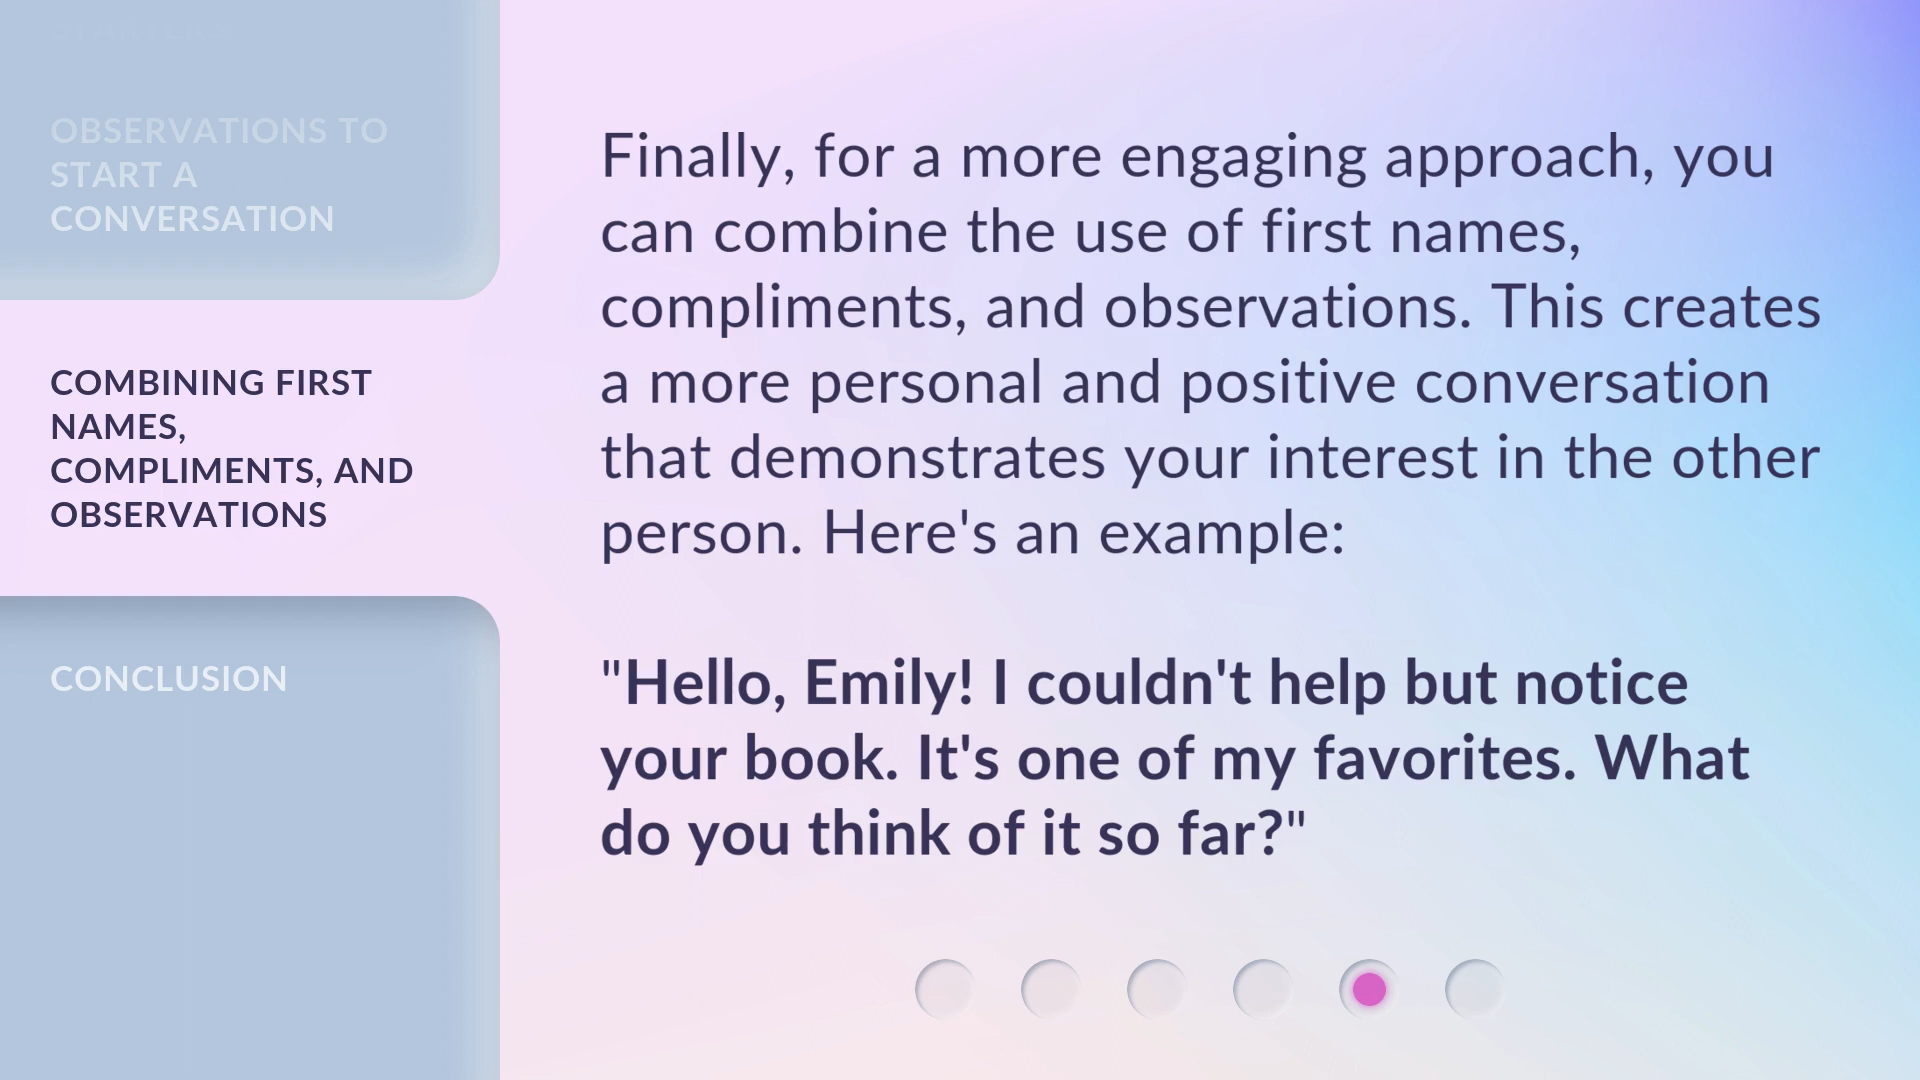 OBSERVATIONS TO
START A
CONVERSATION
COMBINING FIRST
NAMES,
COMPLIMENTS, AND
OBSERVATIONS
CONCLUSION
Finally, for a more engaging approach, you
can combine the use of first names,
compliments, and observations. This creates
a more personal and positive conversation
that demonstrates your interest in the other
person. Here's an example:
"Hello, Emily! I couldn't help but notice
your book. It's one of my favorites. What
do you think of it so far?"